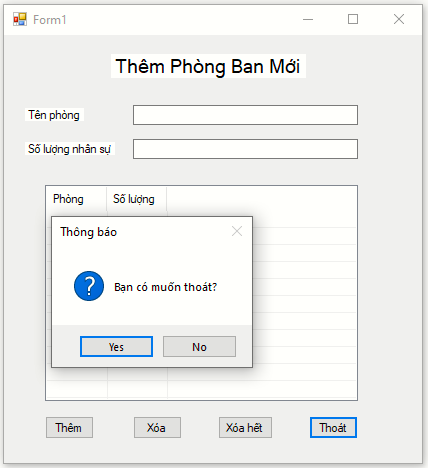 Form1
Thêm Phòng Ban Mới
Tên phòng
Số lượng nhân sự
Phòng Số lượng
Thông báo
?
Bạn có muốn thoát?
Yes No
Thêm Xóa Xóa hết Thoát